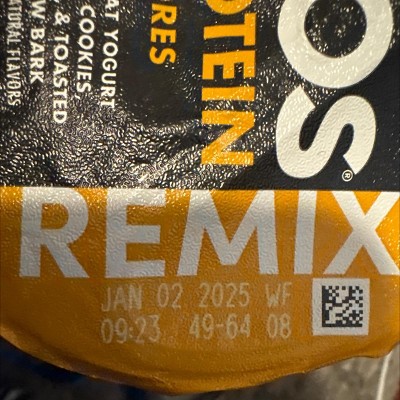 OS®
OTEIN
RES
AT YOGURT
COOKIES
& TOASTED
W BARK
NATURAL FLAVORS
REMIX
JAN 02 2025 WF
09:23 49-64 08